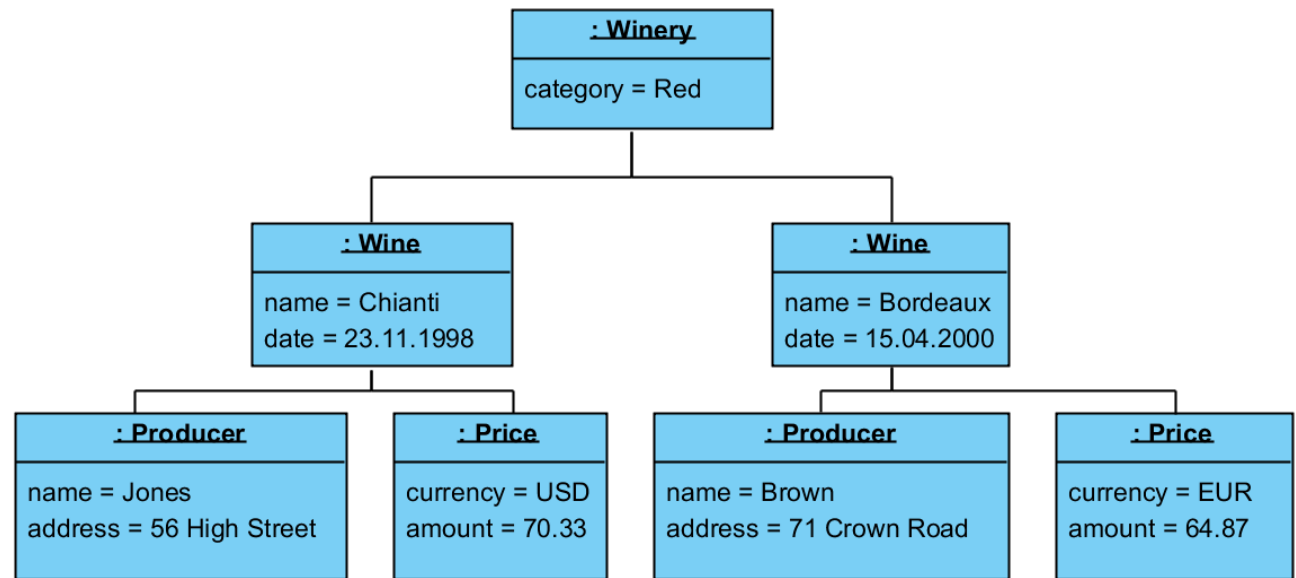 : Winery
category = Red
: Wine
name = Chianti
date = 23.11.1998
: Wine
name = Bordeaux
date = 15.04.2000
: Producer
name = Jones
address = 56 High Street
: Price
currency = USD
amount = 70.33
: Producer
name = Brown
address = 71 Crown Road
: Price
currency = EUR
amount = 64.87